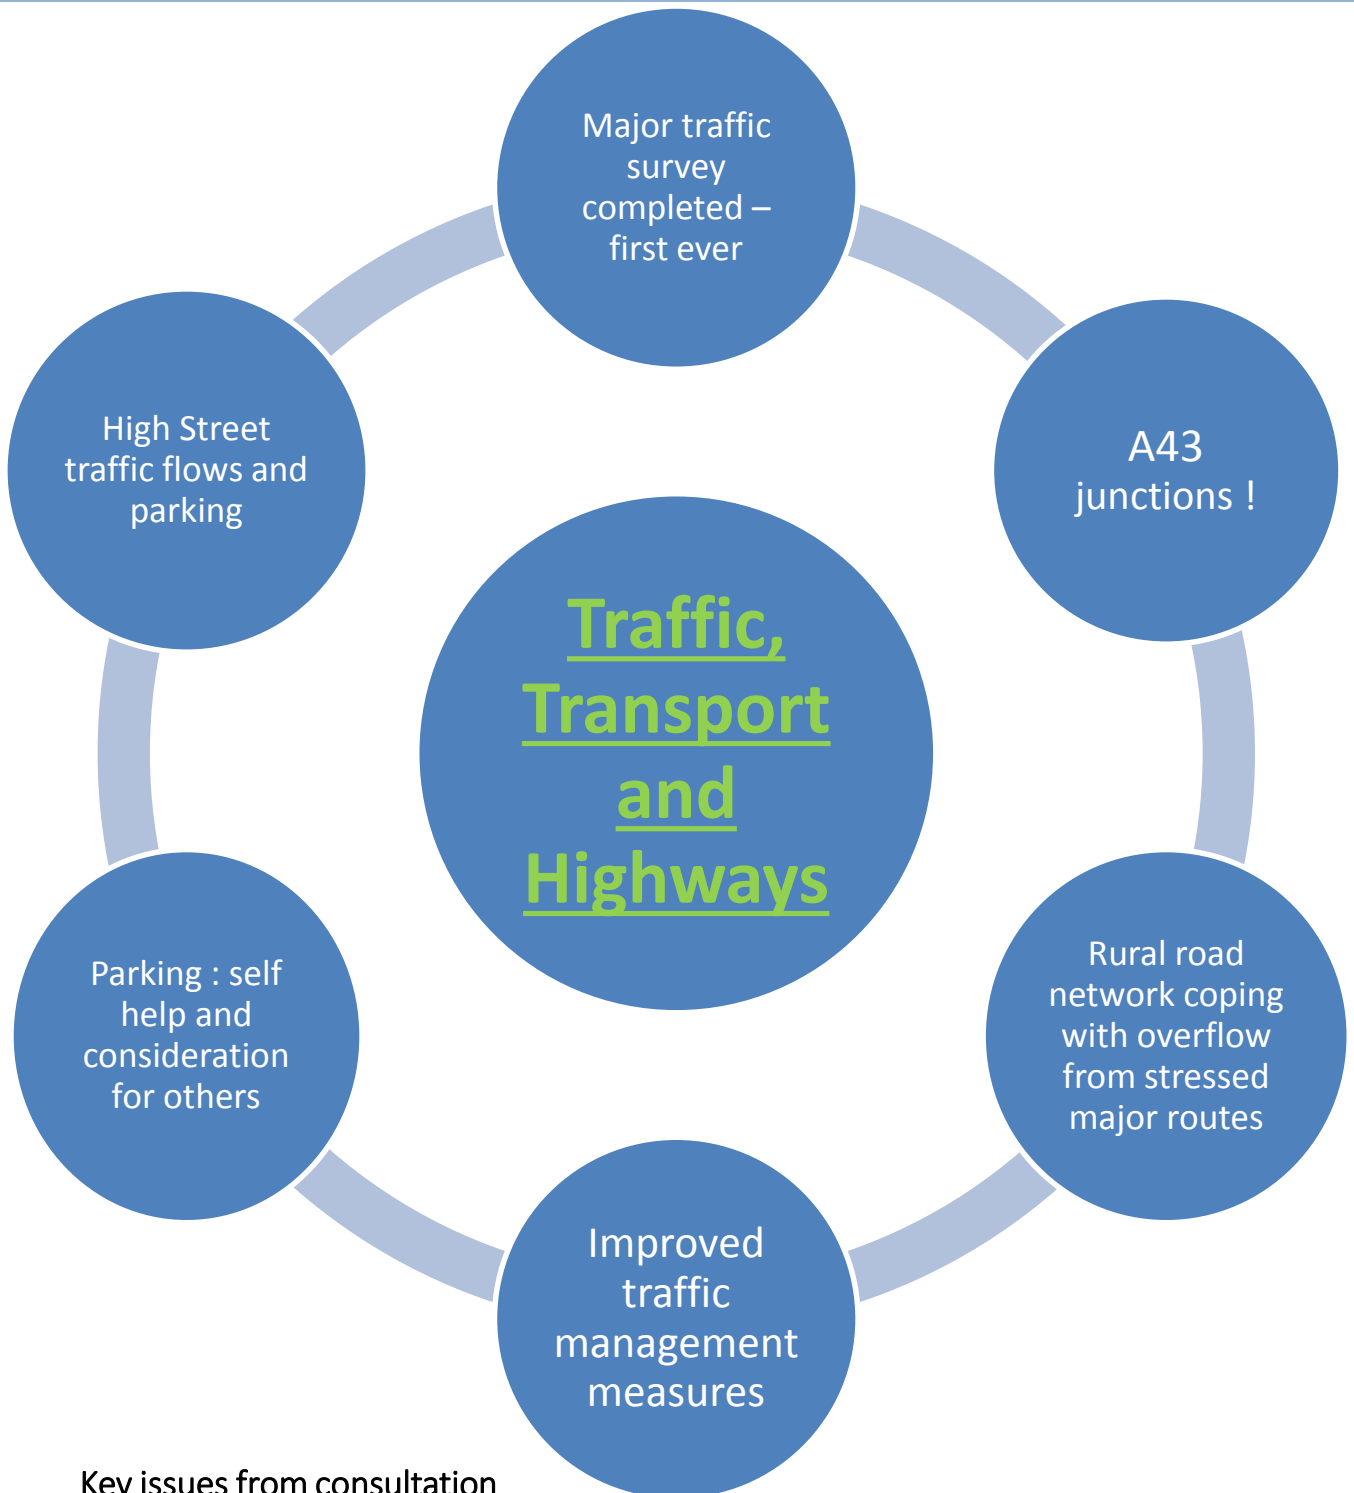 Major traffic
survey
completed –
first ever
A43
junctions !
Rural road
network coping
with overflow
from stressed
major routes
Improved
traffic
management
measures
Parking : self
help and
consideration
for others
High Street
traffic flows and
parking
Traffic,
Transport
and
Highways
Key issues from consultation